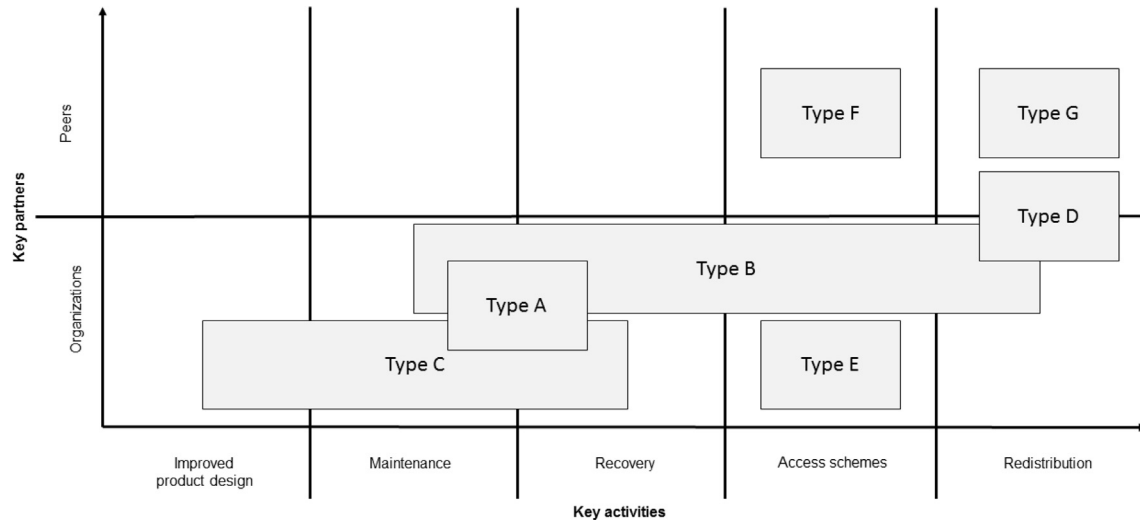 Peers
Type F
Type G
Key partners
Type D
Type B
Organizations
Type A
Type C
Type E
Improved
product design
Maintenance
Recovery
Access schemes
Redistribution
Key activities